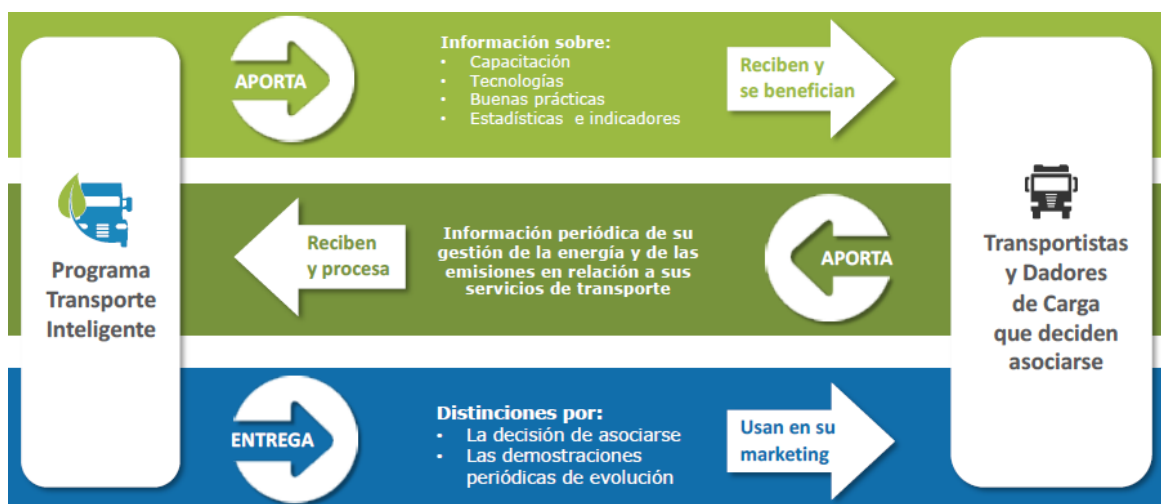 Programa
Transporte
Inteligente
APORTA
Información sobre:
• Capacitación
• Tecnologías
• Buenas prácticas
• Estadísticas e indicadores
Reciben y
se benefician
Reciben
y procesa
Información periódica de su
gestión de la energía y de las
emisiones en relación a sus
servicios de transporte
APORTA
ENTREGA
Distinciones por:
• La decisión de asociarse
• Las demostraciones
periódicas de evolución
Usan en su
marketing
Transportistas
y Dadores
de Carga
que deciden
asociarse